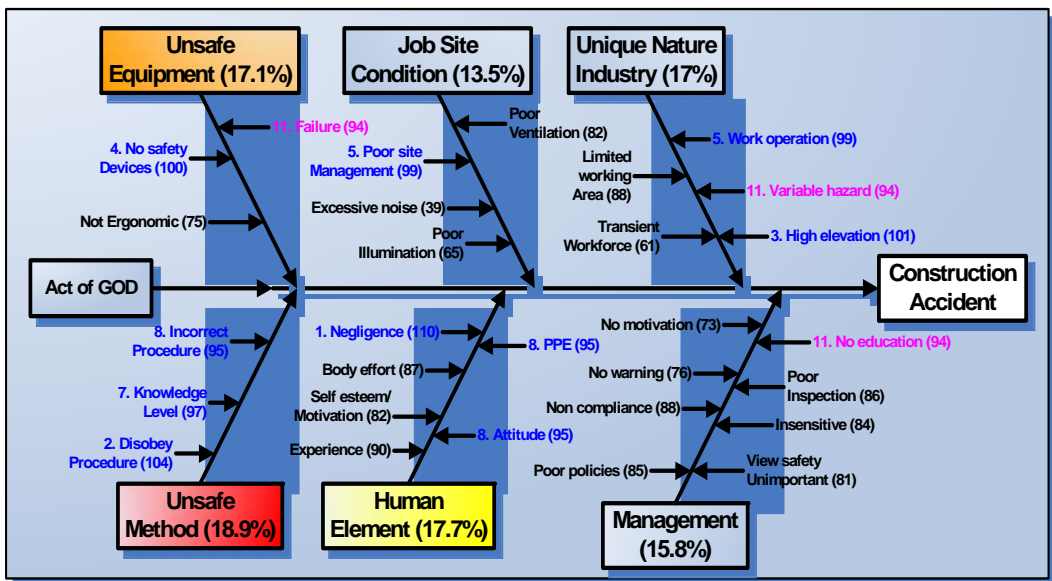 Unsafe
Equipment (17.1%)
Job Site
Condition (13.5%)
Unique Nature
Industry (17%)
11. Failure (94)
4. No safety
Devices (100)
Not Ergonomic (75)
Poor
Ventilation (82)
5. Poor site
Management (99)
Excessive noise (39)
Poor
Illumination (65)
5. Work operation (99)
Limited
working
Area (88)
11. Variable hazard (94)
Transient
Workforce (61)
3. High elevation (101)
Act of GOD
Construction
Accident
8. Incorrect
Procedure (95)
7. Knowledge
Level (97)
2. Disobey
Procedure (104)
1. Negligence (110)
8. PPE (95)
Body effort (87)
Self esteem/
Motivation (82)
8. Attitude (95)
Experience (90)
No motivation (73)
11. No education (94)
No warning (76)
Poor
Inspection (86)
Non compliance (88)
Insensitive (84)
Poor policies (85)
View safety
Unimportant (81)
Unsafe
Method (18.9%)
Human
Element (17.7%)
Management
(15.8%)